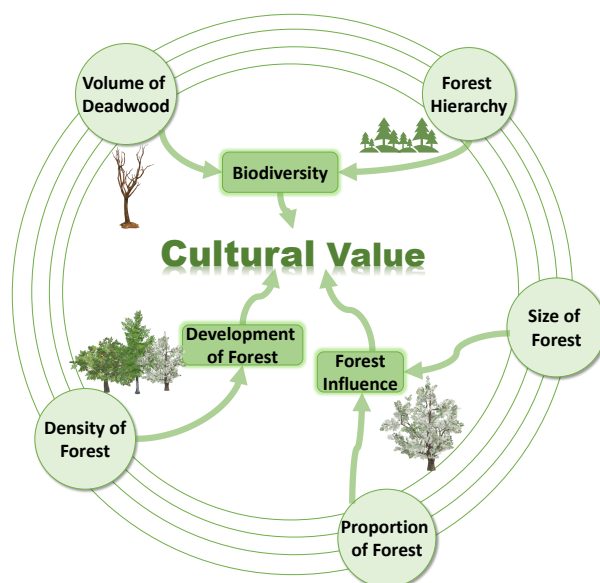 Volume of
Deadwood
Forest
Hierarchy
Biodiversity
Cultural Value
Size of
Forest
Development
of Forest
Forest
Influence
Density of
Forest
Proportion
of Forest